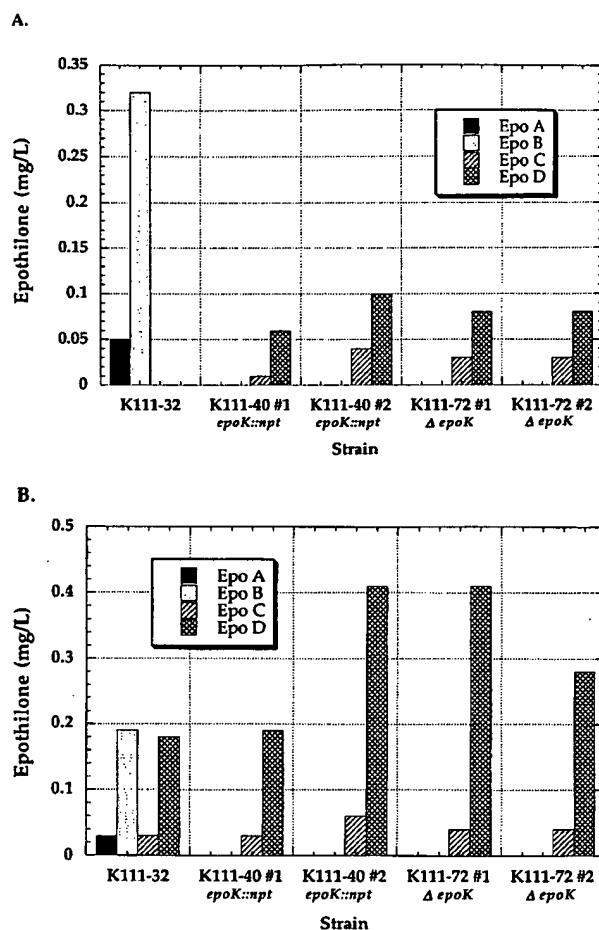 A.
0.35
0.3
0.25
0.2
0.15
0.1
0.05
0
Epothilone (mg/L)
Epo A
Epo B
Epo C
Epo D
K111-32 K111-40 #1 K111-40 #2 K111-72 #1 K111-72 #2
epoK::npt epoK::npt Δ epoK Δ epoK
Strain
B.
0.5
0.4
0.3
0.2
0.1
0
Epothilone (mg/L)
Epo A
Epo B
Epo C
Epo D
K111-32 K111-40 #1 K111-40 #2 K111-72 #1 K111-72 #2
epoK::npt epoK::npt Δ epoK Δ epoK
Strain